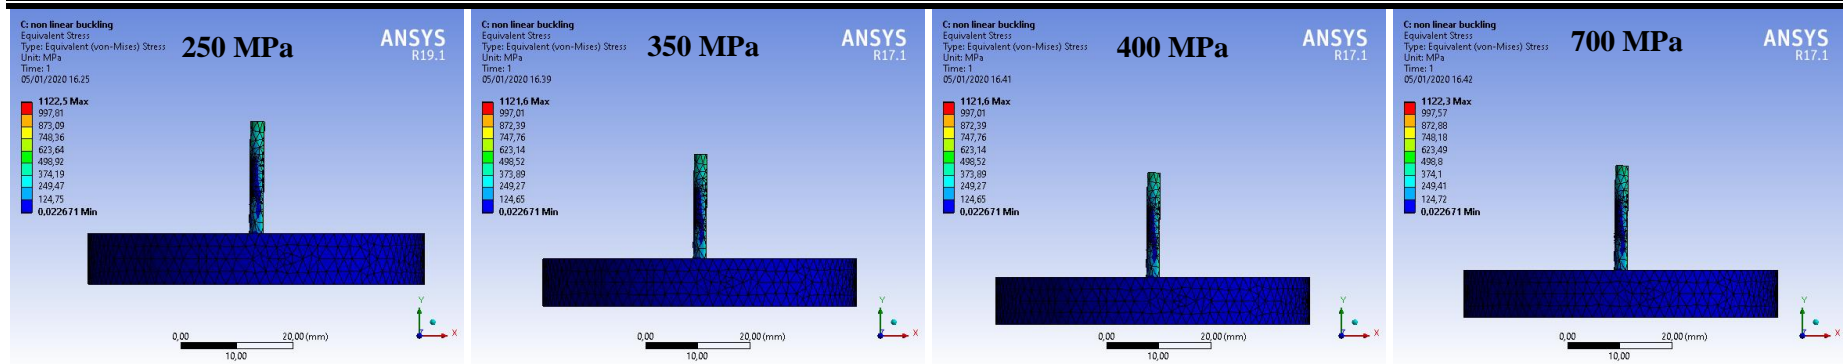 C: non linear buckling
Equivalent Stress
Type: Equivalent (von-Mises) Stress
Unit: MPa
Time: 1
05/01/2020 16.25
250 MPa
ANSYS
R19.1
1122,5 Max
997,81
873,09
748,36
623,64
498,92
374,19
249,47
124,75
0,022671 Min
Y
X
0,00
20,00 (mm)
10,00
C: non linear buckling
Equivalent Stress
Type: Equivalent (von-Mises) Stress
Unit: MPa
Time: 1
05/01/2020 16.39
350 MPa
ANSYS
R17.1
1121,6 Max
997,01
872,39
747,76
623,14
498,52
373,89
249,27
124,65
0,022671 Min
Y
X
0,00
20,00 (mm)
10,00
C: non linear buckling
Equivalent Stress
Type: Equivalent (von-Mises) Stress
Unit: MPa
Time: 1
05/01/2020 16.41
400 MPa
ANSYS
R17.1
1121,6 Max
997,01
872,39
747,76
623,14
498,52
373,89
249,27
124,65
0,022671 Min
Y
X
0,00
20,00 (mm)
10,00
C: non linear buckling
Equivalent Stress
Type: Equivalent (von-Mises) Stress
Unit: MPa
Time: 1
05/01/2020 16.42
700 MPa
ANSYS
R17.1
1122,3 Max
997,57
872,88
748,18
623,49
498,8
374,1
249,41
124,72
0,022671 Min
Y
X
0,00
20,00 (mm)
10,00